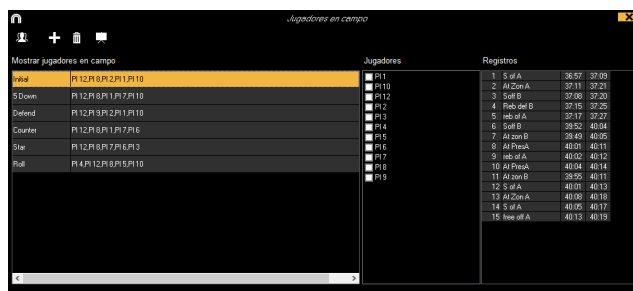 Jugadores en campo
X
Mostrar jugadores en campo
Jugadores
Registros
Initial Pl 12,Pl 8,Pl 2,Pl 1,Pl 10
5 Down Pl 12,Pl 8,Pl 2,Pl 7,Pl 10
Defend Pl 12,Pl 9,Pl 2,Pl 1,Pl 10
Counter Pl 12,Pl 8,Pl 1,Pl 7,Pl 6
Star Pl 12,Pl 8,Pl 7,Pl 6,Pl 3
Roll Pl 4,Pl 12,Pl 8,Pl 5,Pl 10
Pl 1
Pl 10
Pl 12
Pl 2
Pl 3
Pl 4
Pl 5
Pl 6
Pl 7
Pl 8
Pl 9
1 S of A 36:57 37:09
2 At Zon A 37:11 37:21
3 Soff B 37:08 37:20
4 Reb def B 37:15 37:25
5 reb of A 37:17 37:27
6 Soff B 39:52 40:04
7 At zon B 39:49 40:05
8 At PresA 40:01 40:11
9 reb of A 40:02 40:12
10 At PresA 40:04 40:14
11 At zon B 39:55 40:11
12 S of A 40:01 40:13
13 At Zon A 40:08 40:18
14 S of A 40:05 40:17
15 free off A 40:13 40:19